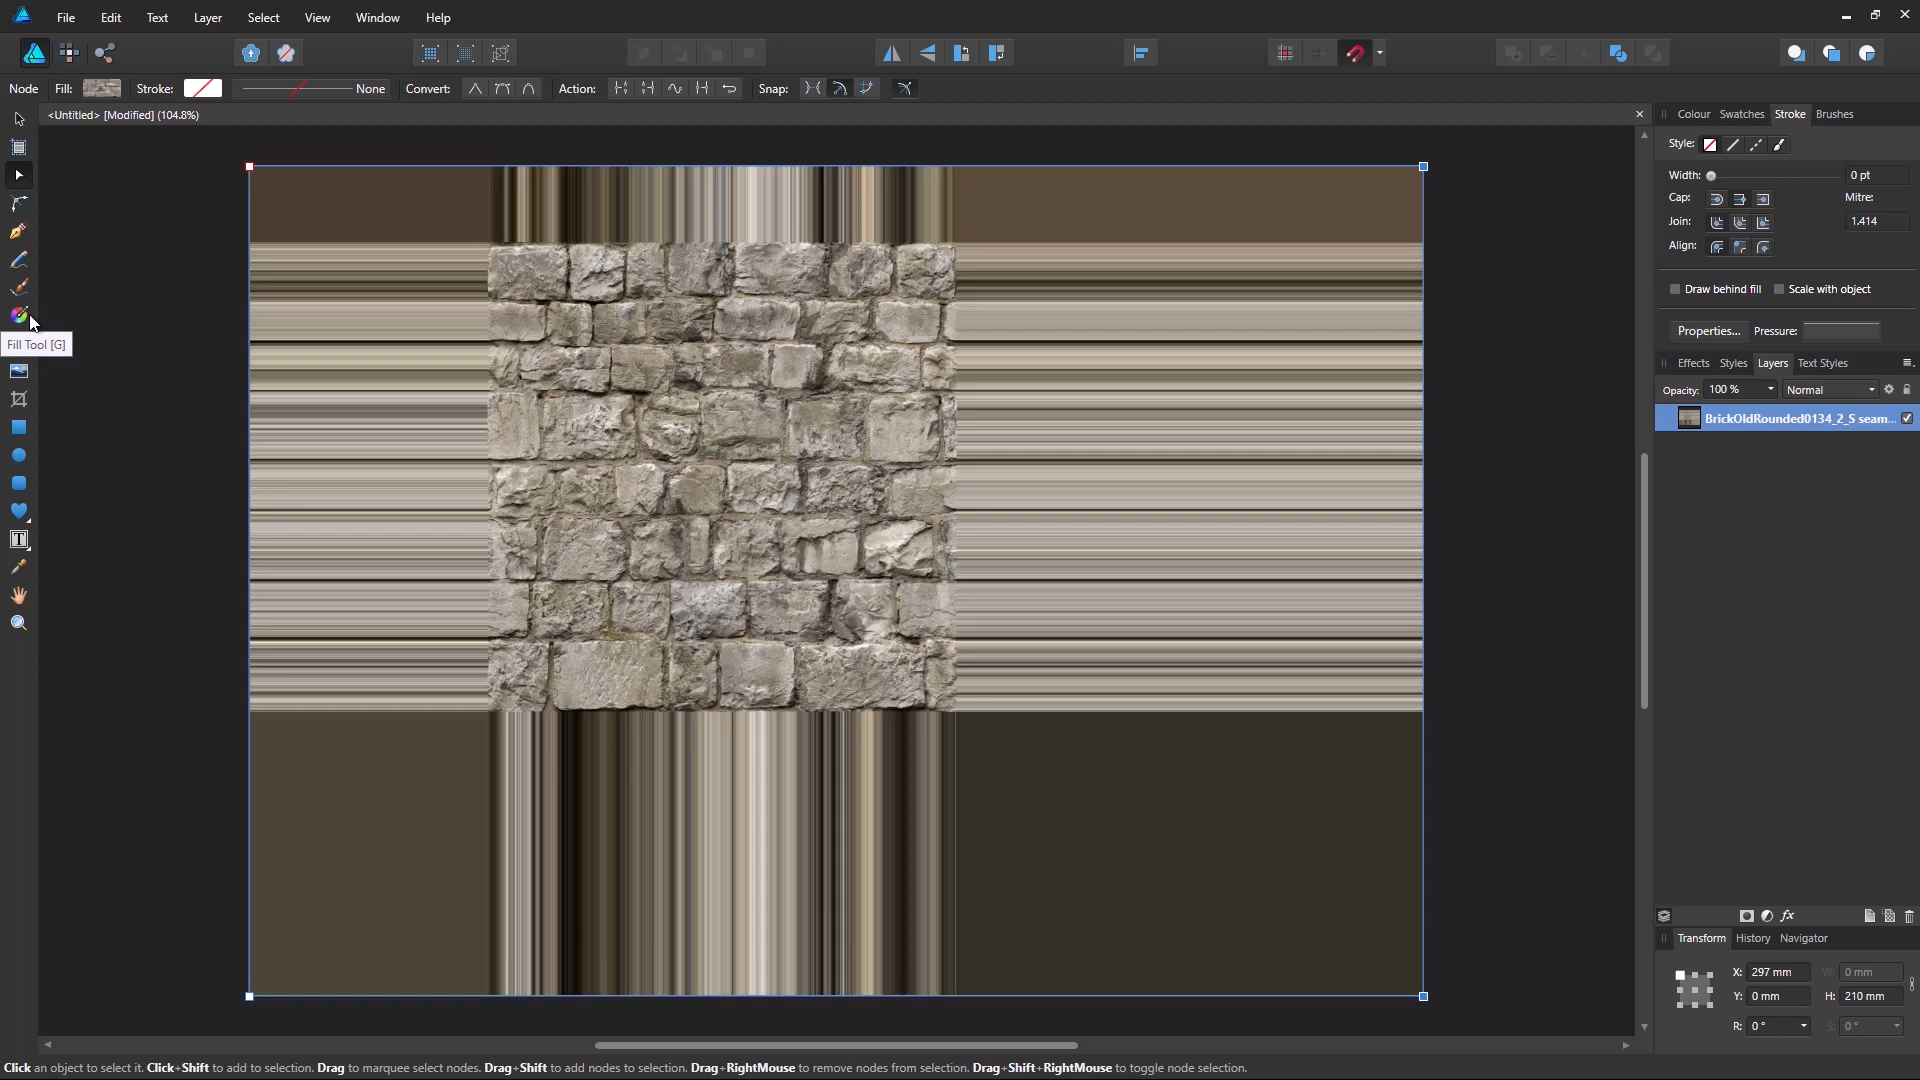 File Edit Text Layer Select View Window Help
Node Fill: Stroke: None Convert: Action: Snap:
<Untitled> [Modified] (104.8%)
Colour Swatches Stroke Brushes
Style:
Width: 0 pt
Cap: Mitre:
Join: 1.414
Align:
Draw behind fill Scale with object
Properties... Pressure:
Fill Tool [G]
T
Effects Styles Layers Text Styles
Opacity: 100 % Normal
BrickOldRounded0134_2_S seam...
fx
Transform History Navigator
X: 297 mm W: 0 mm
Y: 0 mm H: 210 mm
R: 0 ° S: 0 °
Click an object to select it. Click+Shift to add to selection. Drag to marquee select nodes. Drag+Shift to add nodes to selection. Drag+RightMouse to remove nodes from selection. Drag+Shift+RightMouse to toggle node selection.